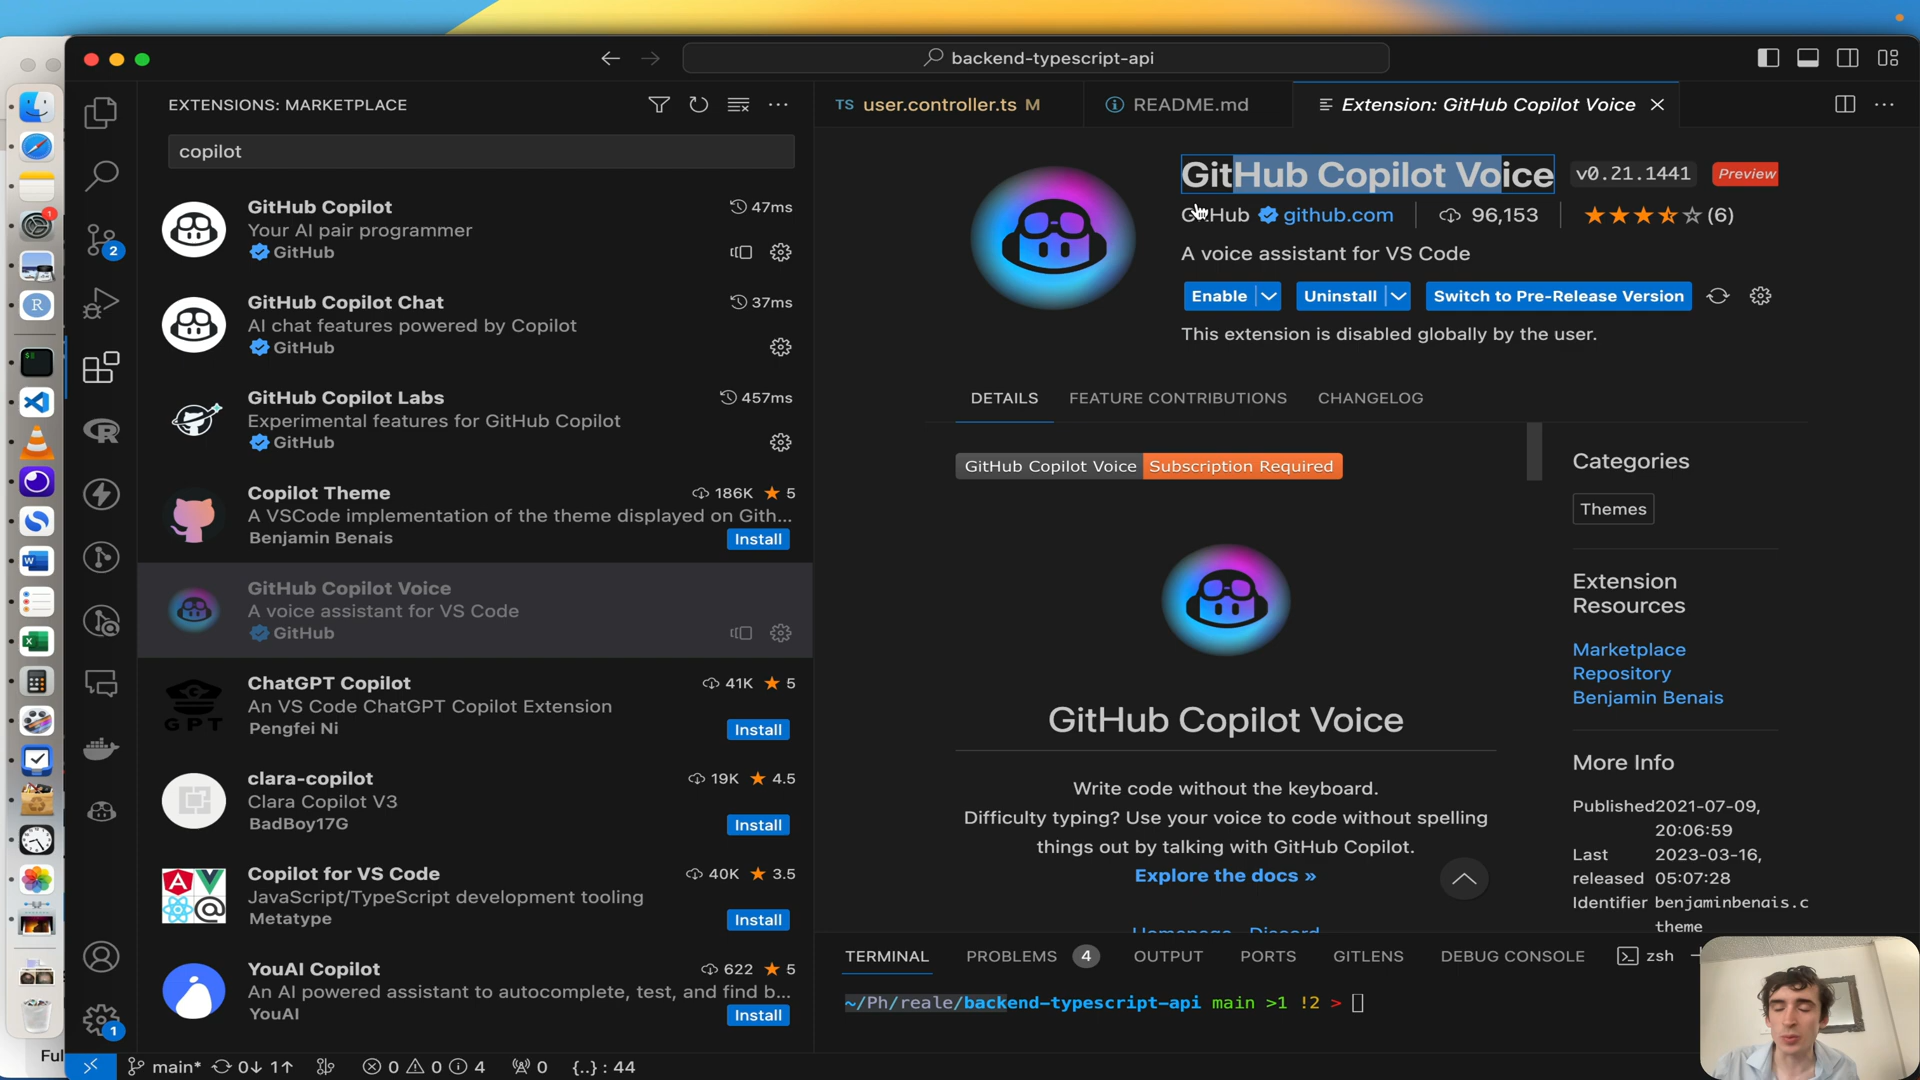 backend-typescript-api
EXTENSIONS: MARKETPLACE
copilot
GitHub Copilot
47ms
Your AI pair programmer
GitHub
GitHub Copilot Chat
37ms
AI chat features powered by Copilot
GitHub
GitHub Copilot Labs
457ms
Experimental features for GitHub Copilot
GitHub
Copilot Theme
186K ★ 5
A VSCode implementation of the theme displayed on Gith...
Benjamin Benais
Install
GitHub Copilot Voice
A voice assistant for VS Code
GitHub
ChatGPT Copilot
41K ★ 5
An VS Code ChatGPT Copilot Extension
Pengfei Ni
Install
GPT
clara-copilot
19K ★ 4.5
Clara Copilot V3
BadBoy17G
Install
Copilot for VS Code
40K ★ 3.5
JavaScript/TypeScript development tooling
Metatype
Install
YouAI Copilot
622 ★ 5
An AI powered assistant to autocomplete, test, and find b...
YouAI
Install
TS user.controller.ts M
README.md
Extension: GitHub Copilot Voice
GitHub Copilot Voice v0.21.1441 Preview
GitHub github.com 96,153 (6)
A voice assistant for VS Code
Enable
Uninstall
Switch to Pre-Release Version
This extension is disabled globally by the user.
DETAILS
FEATURE CONTRIBUTIONS
CHANGELOG
GitHub Copilot Voice Subscription Required
GitHub Copilot Voice
Write code without the keyboard.
Difficulty typing? Use your voice to code without spelling
things out by talking with GitHub Copilot.
Explore the docs »
Homepage Discord
Categories
Themes
Extension
Resources
Marketplace
Repository
Benjamin Benais
More Info
Published 2021-07-09,
20:06:59
Last 2023-03-16,
released 05:07:28
Identifier benjaminbenais.c
theme
TERMINAL
PROBLEMS 4
OUTPUT
PORTS
GITLENS
DEBUG CONSOLE
zsh
~/Ph/reale/backend-typescript-api main >1 !2 >
2
1
1
R
W
Ful
main* 0↓ 1↑
0 0 4
0
{..} : 44